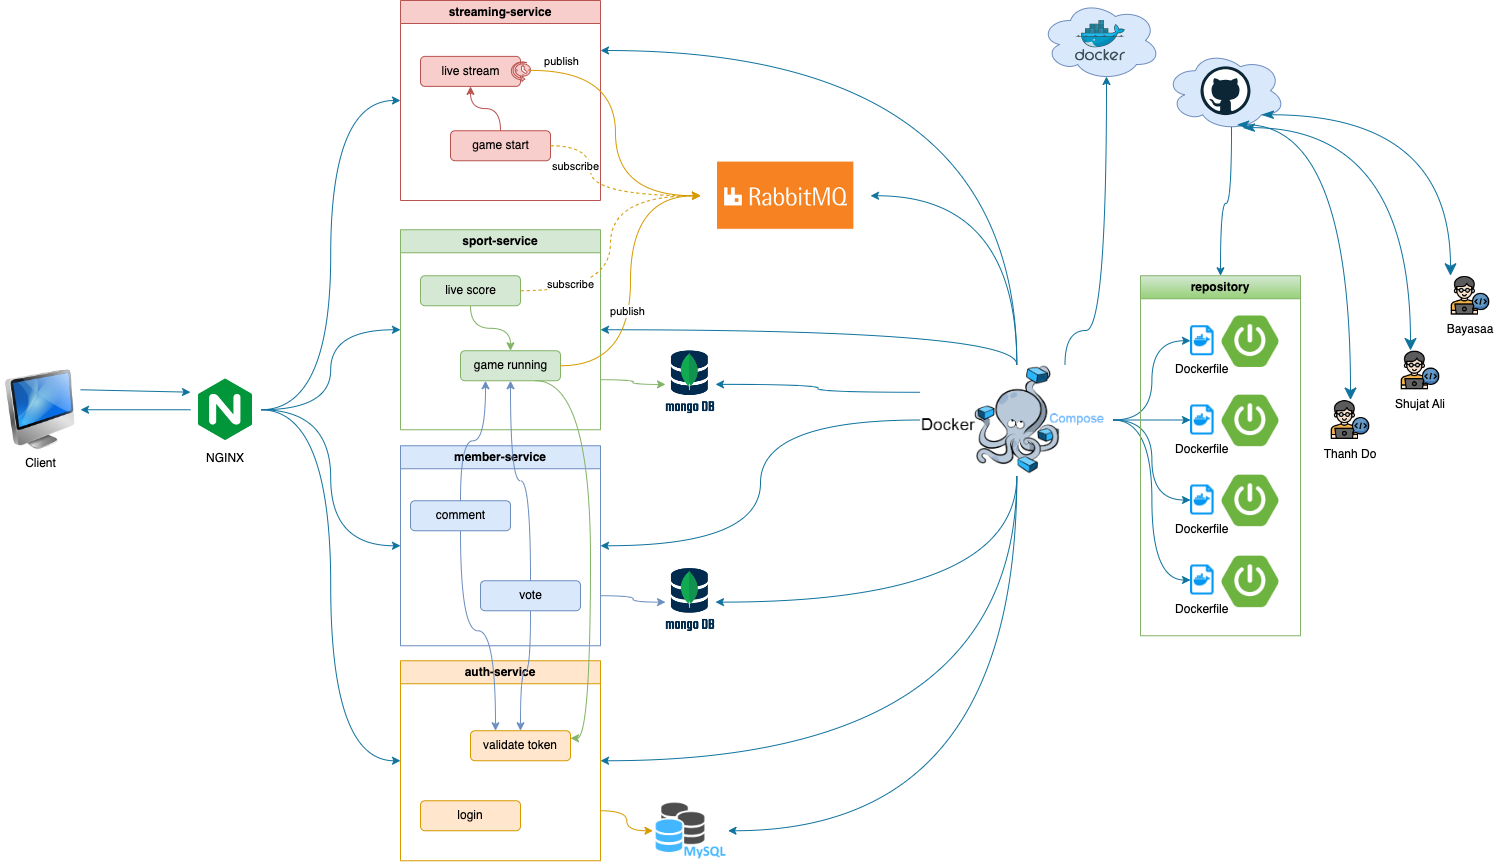 streaming-service
live stream
publish
game start
subscribe
RabbitMQ
docker
sport-service
live score
subscribe
publish
game running
mongo DB
repository
Dockerfile
Dockerfile
Dockerfile
Dockerfile
Bayasaa
Shujat Ali
Thanh Do
Client
N
NGINX
Docker
Compose
member-service
comment
vote
mongo DB
auth-service
validate token
login
MySQL